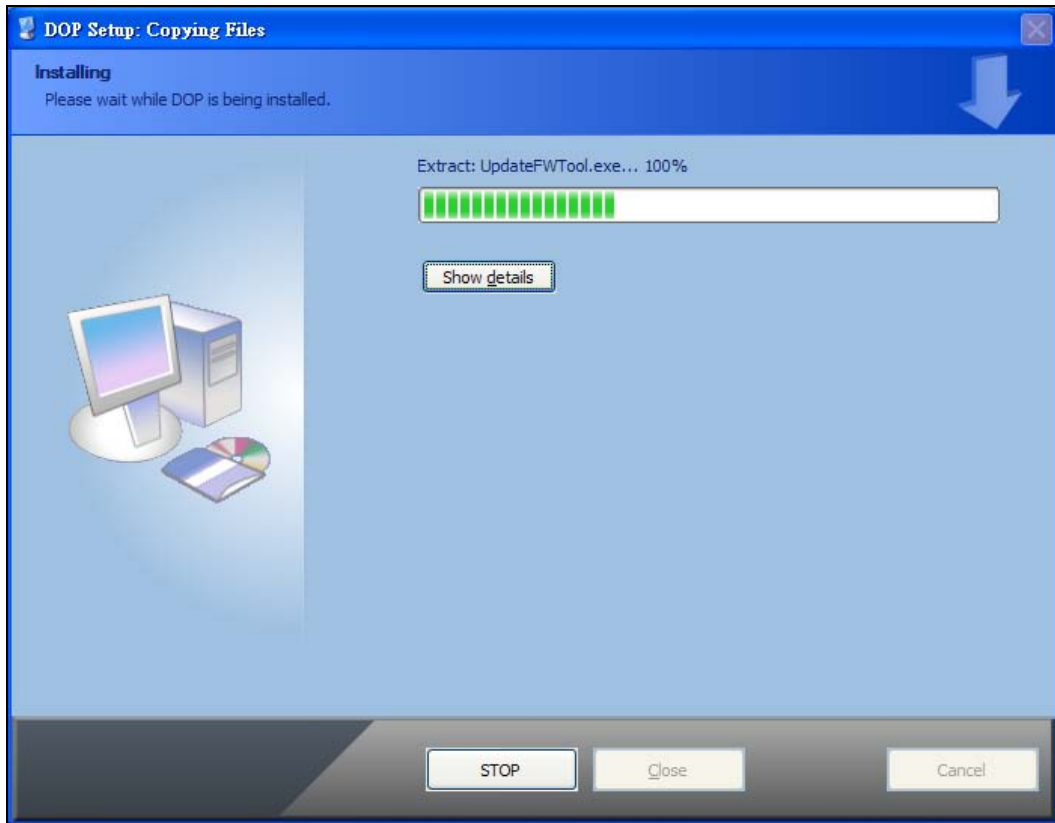 DOP Setup: Copying Files
Installing
Please wait while DOP is being installed.
Extract: UpdateFWTool.exe... 100%
Show details
STOP
Close
Cancel